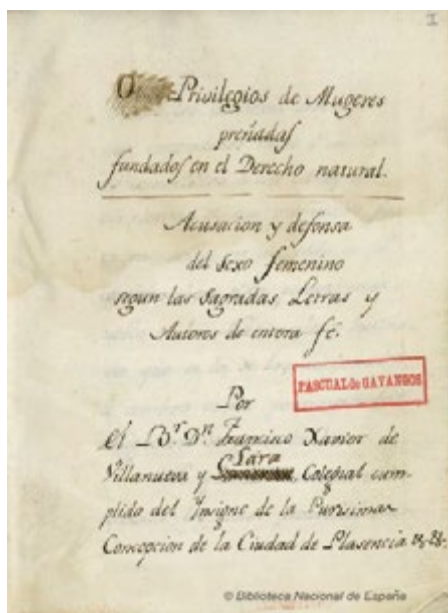 I
Privilegios de Mugeres
preñadas
fundados en el Derecho natural.
Acusacion y defensa
del sexo femenino
segun las Sagradas Letras y
Autores de entera fe.
PASCUAL de GAYANGOS
Por
El Br. Dn. Francisco Xavier de
Lara
Villanueva y Colegial cum-
plido del Insigne de la Purisima
Concepcion de la Ciudad de Plasencia
© Biblioteca Nacional de España